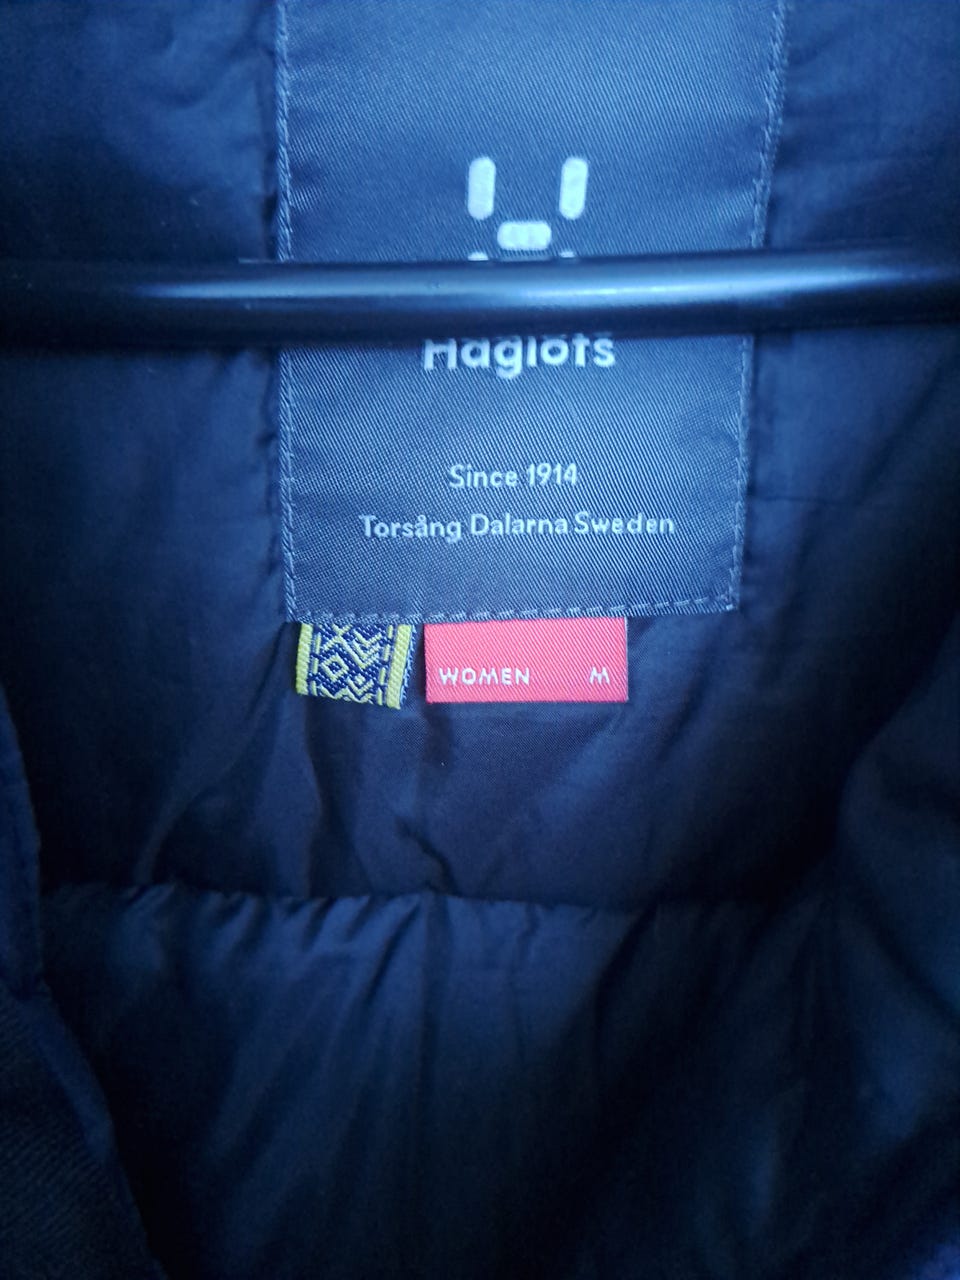 Haglöfs
Since 1914
Torsång Dalarna Sweden
WOMEN M